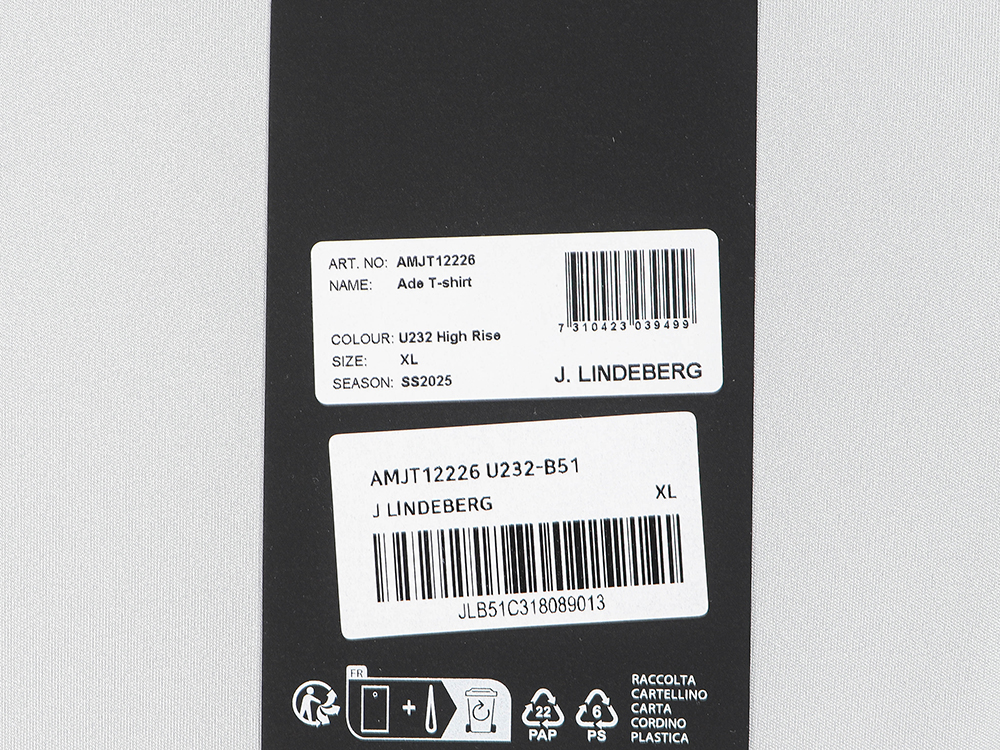 ART. NO: AMJT12226
NAME: Ade T-shirt
COLOUR: U232 High Rise
SIZE: XL
SEASON: SS2025
7 310423 039499
J. LINDEBERG
AMJT12226 U232-B51
J LINDEBERG
XL
JLB51C318089013
FR
+
22
PAP
6
PS
RACCOLTA
CARTELLINO
CARTA
CORDINO
PLASTICA